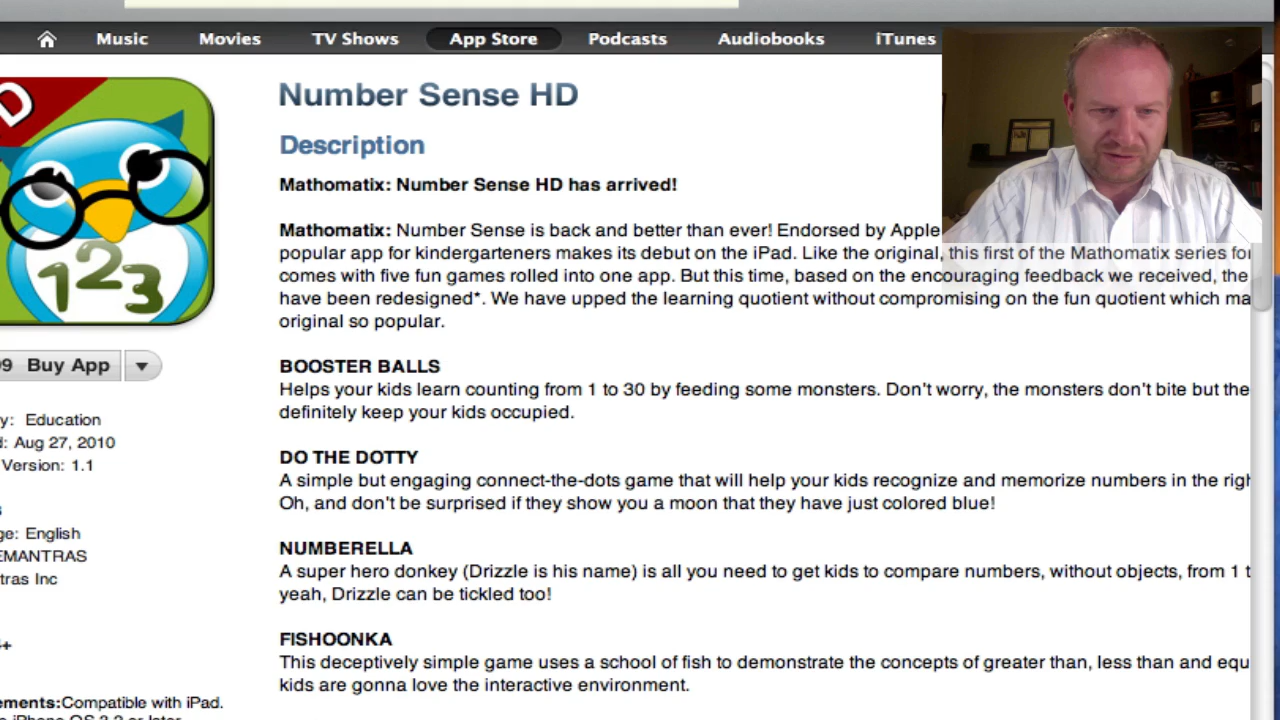 Music Movies TV Shows App Store Podcasts Audiobooks iTunes
D
123
Number Sense HD
Description
Mathomatix: Number Sense HD has arrived!
Mathomatix: Number Sense is back and better than ever! Endorsed by Apple
popular app for kindergarteners makes its debut on the iPad. Like the original, this first of the Mathomatix series for
comes with five fun games rolled into one app. But this time, based on the encouraging feedback we received, the
have been redesigned*. We have upped the learning quotient without compromising on the fun quotient which ma
original so popular.
9 Buy App
BOOSTER BALLS
Helps your kids learn counting from 1 to 30 by feeding some monsters. Don't worry, the monsters don't bite but the
definitely keep your kids occupied.
y: Education
d: Aug 27, 2010
Version: 1.1
s
ge: English
EMANTRAS
tras Inc
+
ements:Compatible with iPad.
iPhone OS 3.2 or later
DO THE DOTTY
A simple but engaging connect-the-dots game that will help your kids recognize and memorize numbers in the righ
Oh, and don't be surprised if they show you a moon that they have just colored blue!
NUMBERELLA
A super hero donkey (Drizzle is his name) is all you need to get kids to compare numbers, without objects, from 1 t
yeah, Drizzle can be tickled too!
FISHOONKA
This deceptively simple game uses a school of fish to demonstrate the concepts of greater than, less than and equ
kids are gonna love the interactive environment.